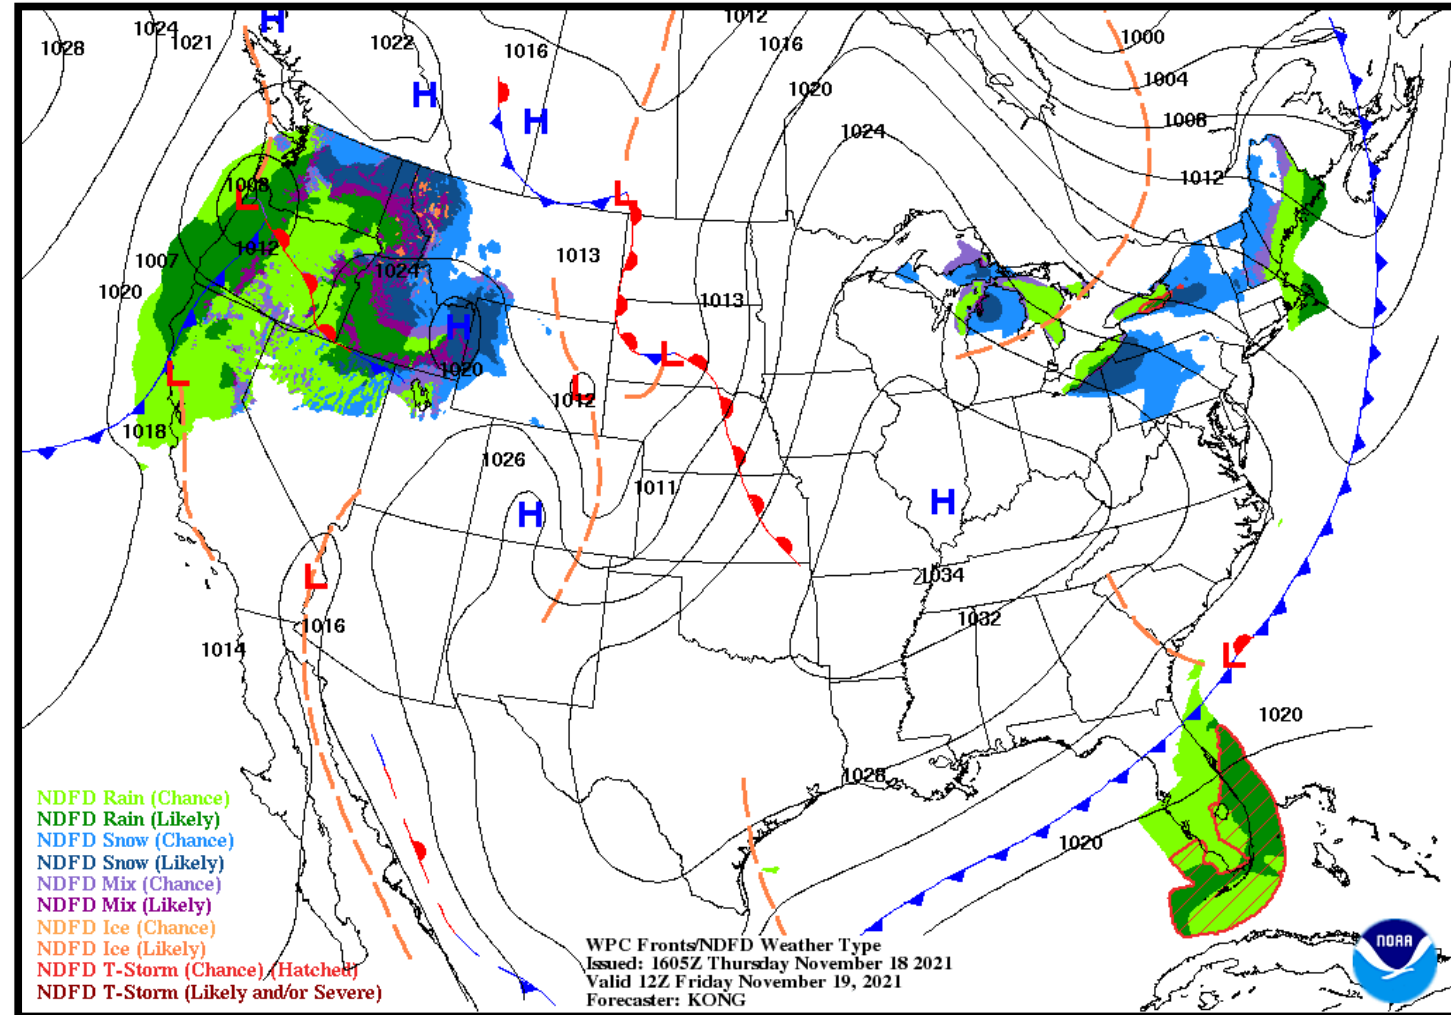 1028
1024
1021
H
1022
1016
1012
1016
1000
1004
1020
H
H
1008
1024
1012
1008
L
L
1012
1007
1024
1013
1020
1013
H
L
L
1020
L
1012
1018
1026
1011
H
H
L
1034
1016
1032
1014
L
1020
1028
1020
NDFD Rain (Chance)
NDFD Rain (Likely)
NDFD Snow (Chance)
NDFD Snow (Likely)
NDFD Mix (Chance)
NDFD Mix (Likely)
NDFD Ice (Chance)
NDFD Ice (Likely)
NDFD T-Storm (Chance) (Hatched)
NDFD T-Storm (Likely and/or Severe)
WPC Fronts/NDFD Weather Type
Issued: 1605Z Thursday November 18 2021
Valid 12Z Friday November 19, 2021
Forecaster: KONG
NOAA